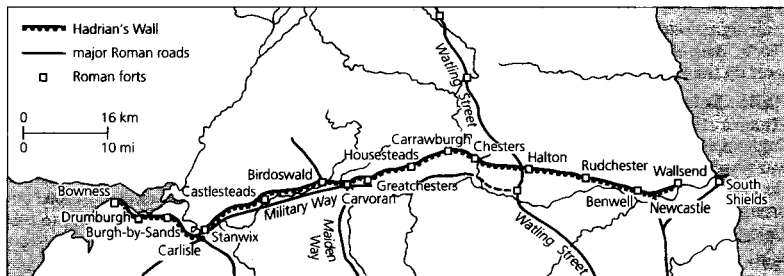 Hadrian's Wall
major Roman roads
Roman forts
0 16 km
0 10 mi
Watling Street
Carrawburgh
Chesters
Housesteads
Halton
Birdoswald
Rudchester
Wallsend
Castlesteads
Greatchesters
Bowness
Military Way
Carvoran
South
Shields
Drumburgh
Benwell
Newcastle
Burgh-by-Sands
Stanwix
Carlisle
Maiden
Way
Watling Street